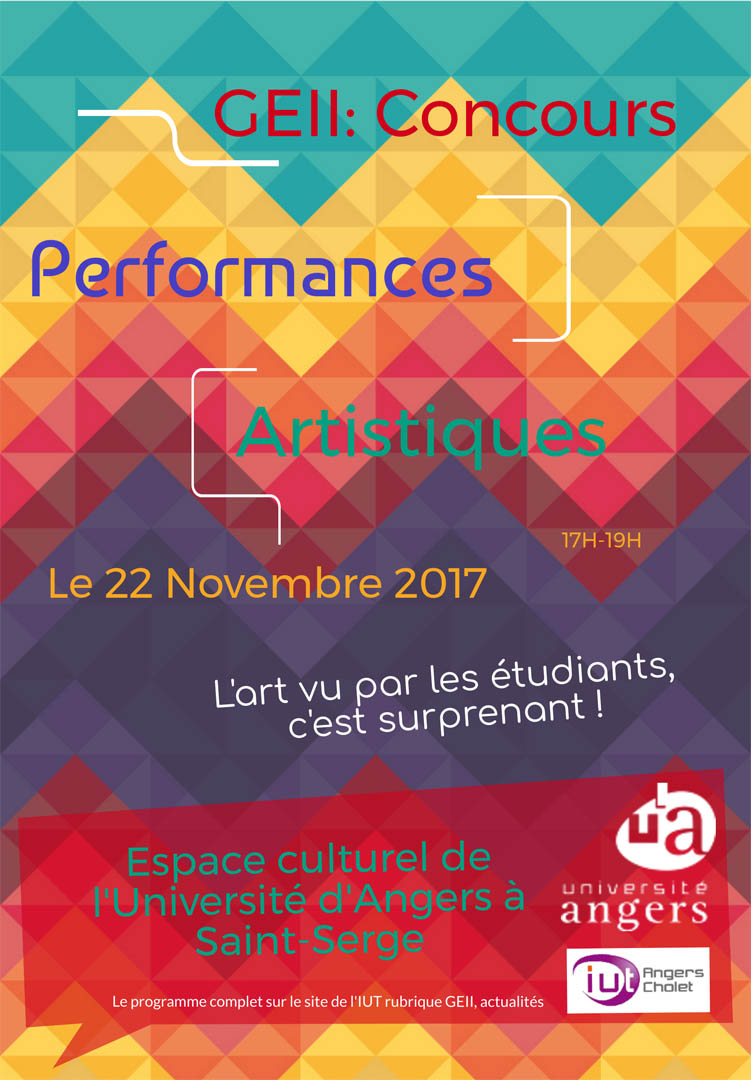 GEII: Concours
Performances
Artistiques
17H-19H
Le 22 Novembre 2017
L'art vu par les étudiants,
c'est surprenant !
Espace culturel de
l'Université d'Angers à
Saint-Serge
ua
université
angers
iut Angers
Cholet
Le programme complet sur le site de l'IUT rubrique GEII, actualités